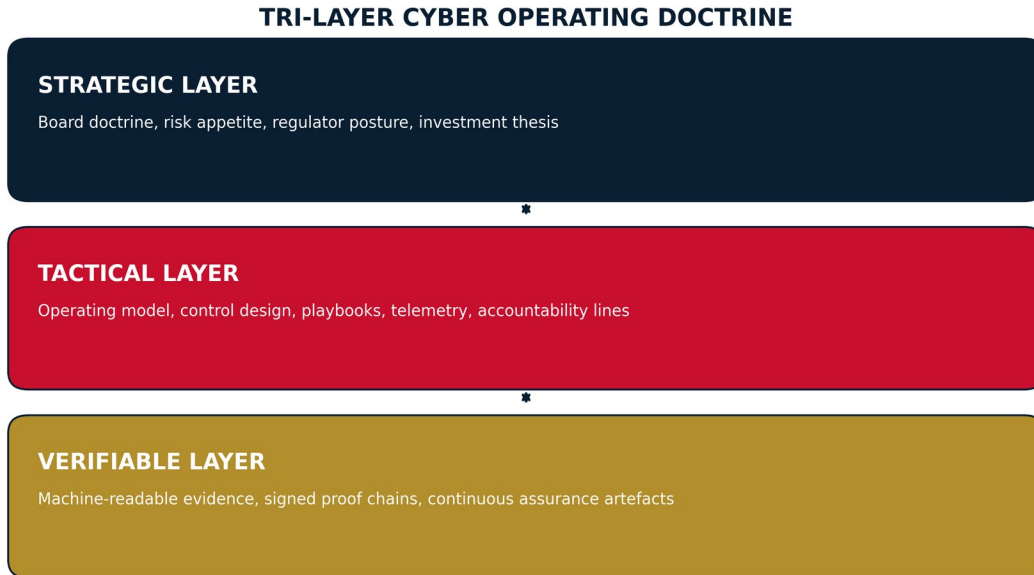 TRI-LAYER CYBER OPERATING DOCTRINE
STRATEGIC LAYER
Board doctrine, risk appetite, regulator posture, investment thesis
TACTICAL LAYER
Operating model, control design, playbooks, telemetry, accountability lines
VERIFIABLE LAYER
Machine-readable evidence, signed proof chains, continuous assurance artefacts